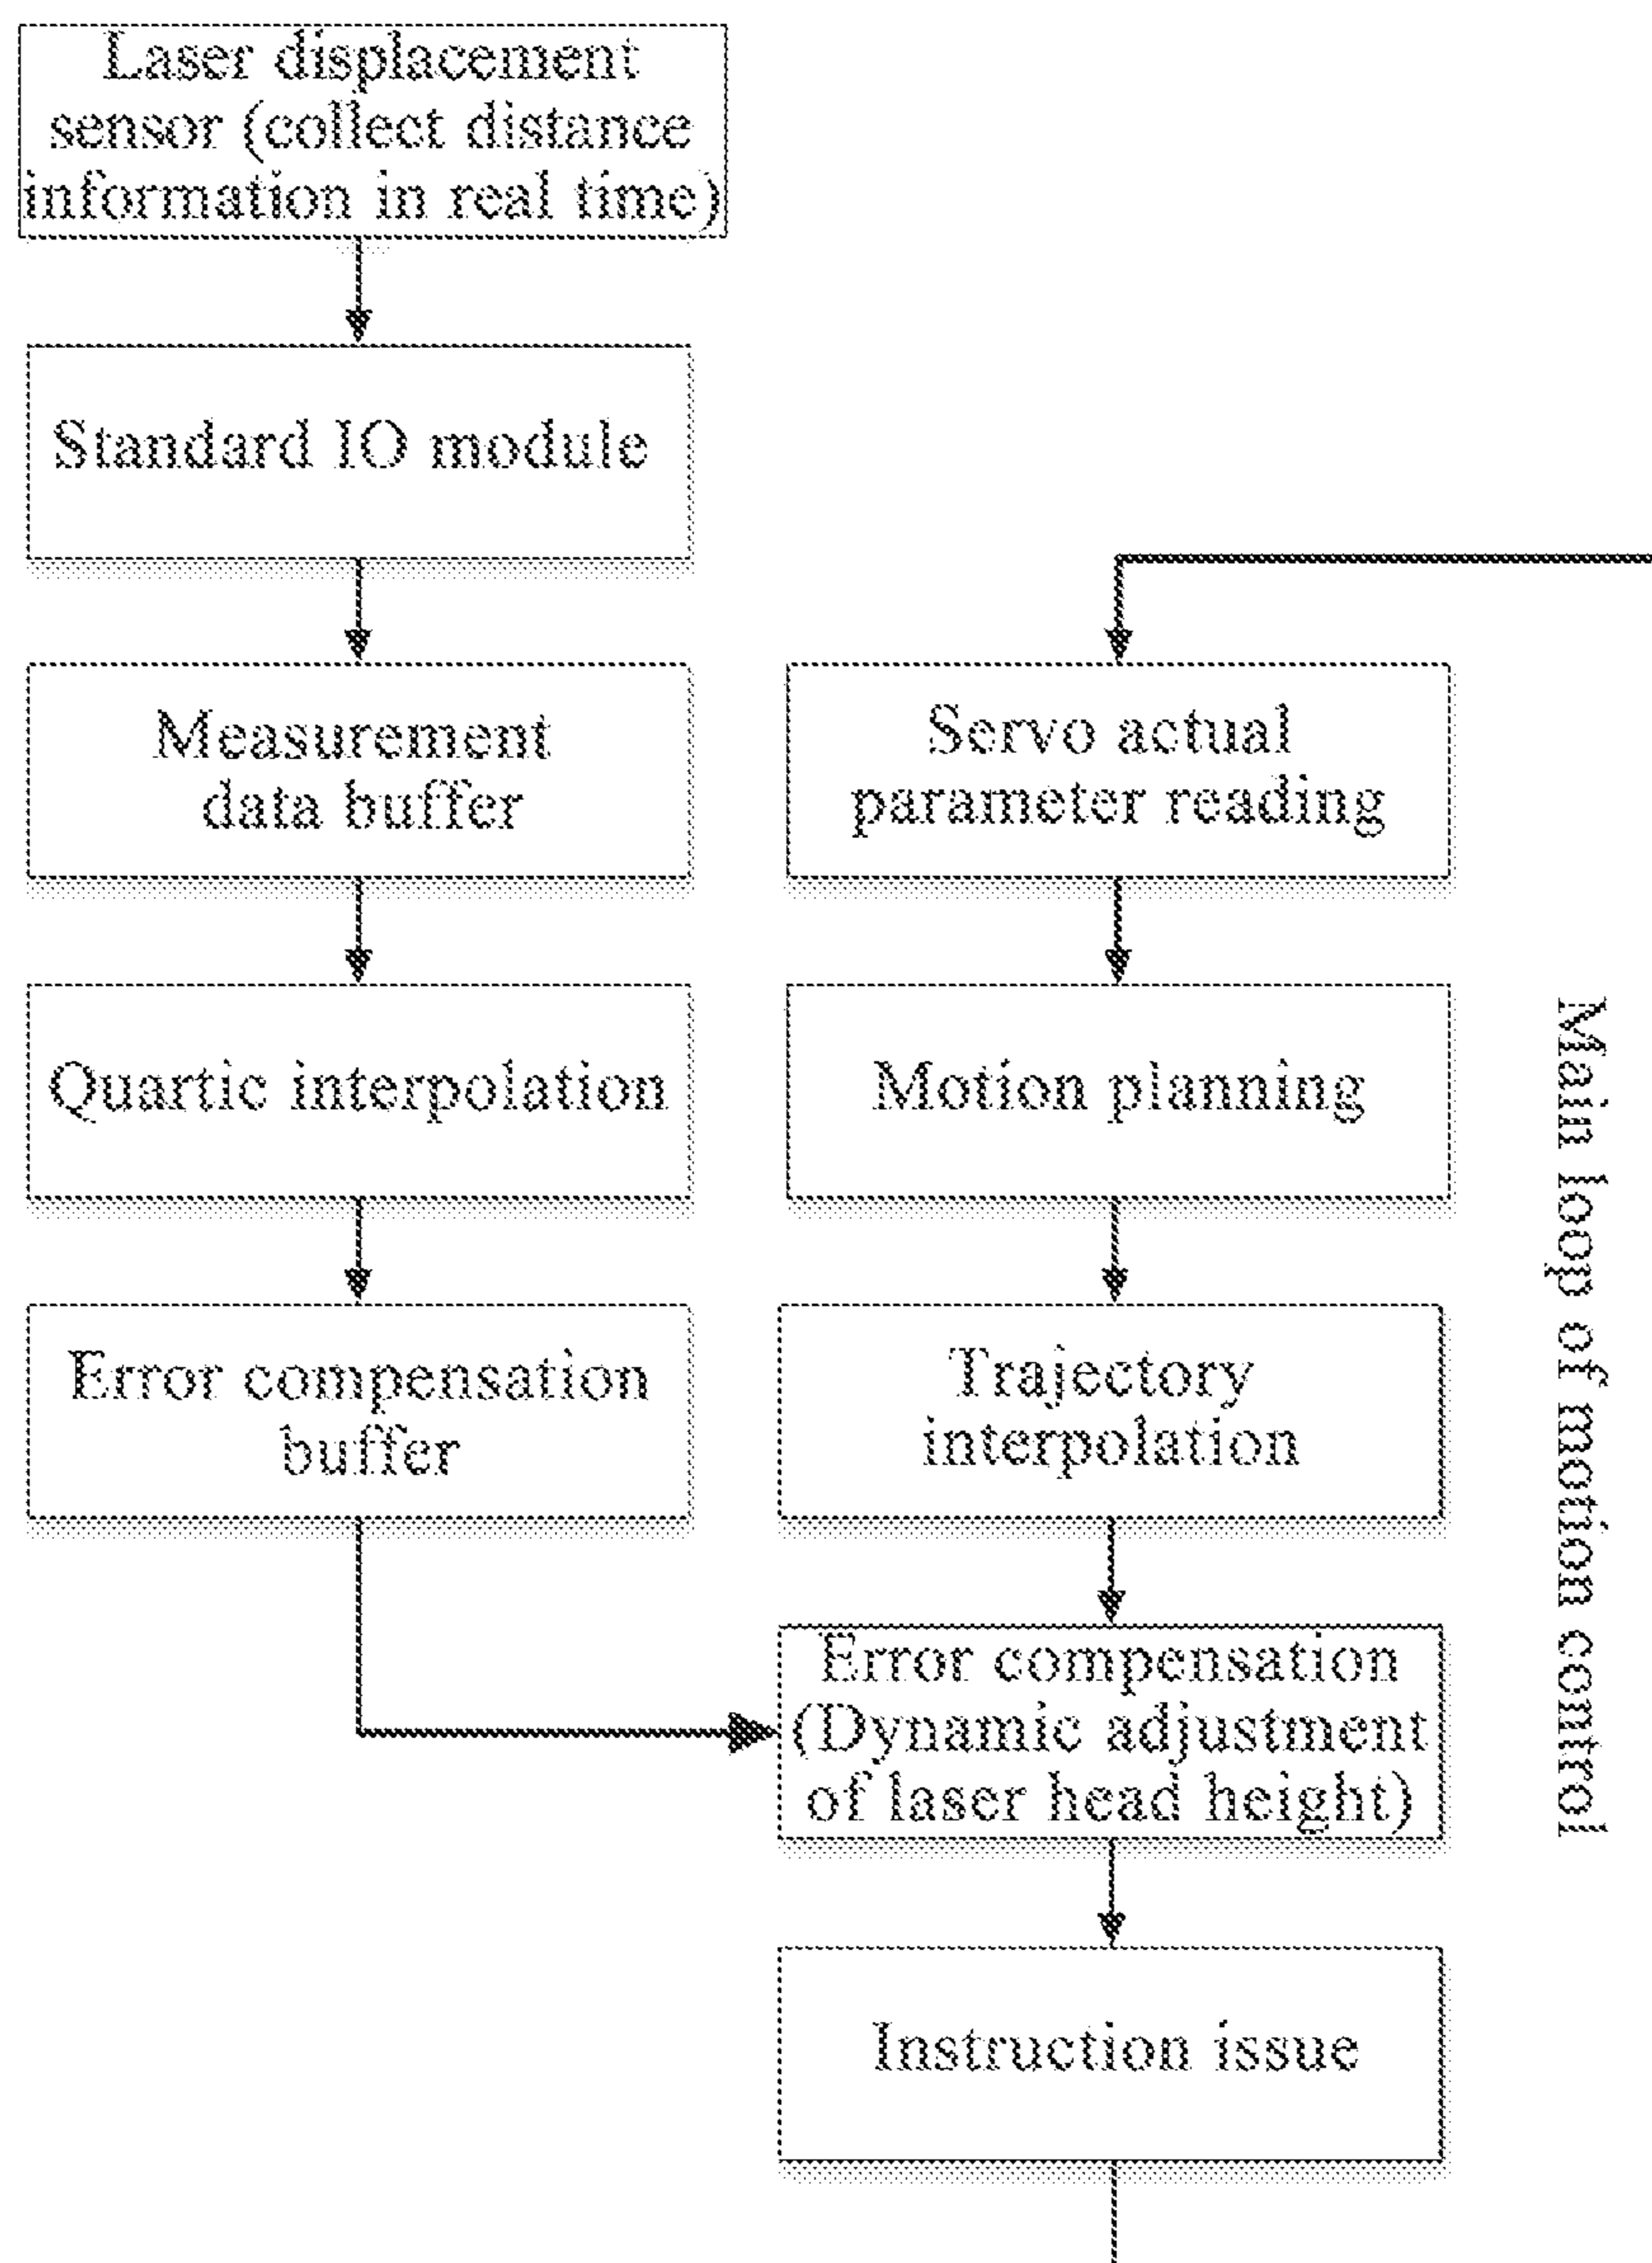 Laser displacement
sensor (collect distance
information in real time)
Standard IO module
Measurement
data buffer
Quartic interpolation
Error compensation
buffer
Servo actual
parameter reading
Motion planning
Trajectory
interpolation
Error compensation
(Dynamic adjustment
of laser head height)
Instruction issue
Main loop of motion control